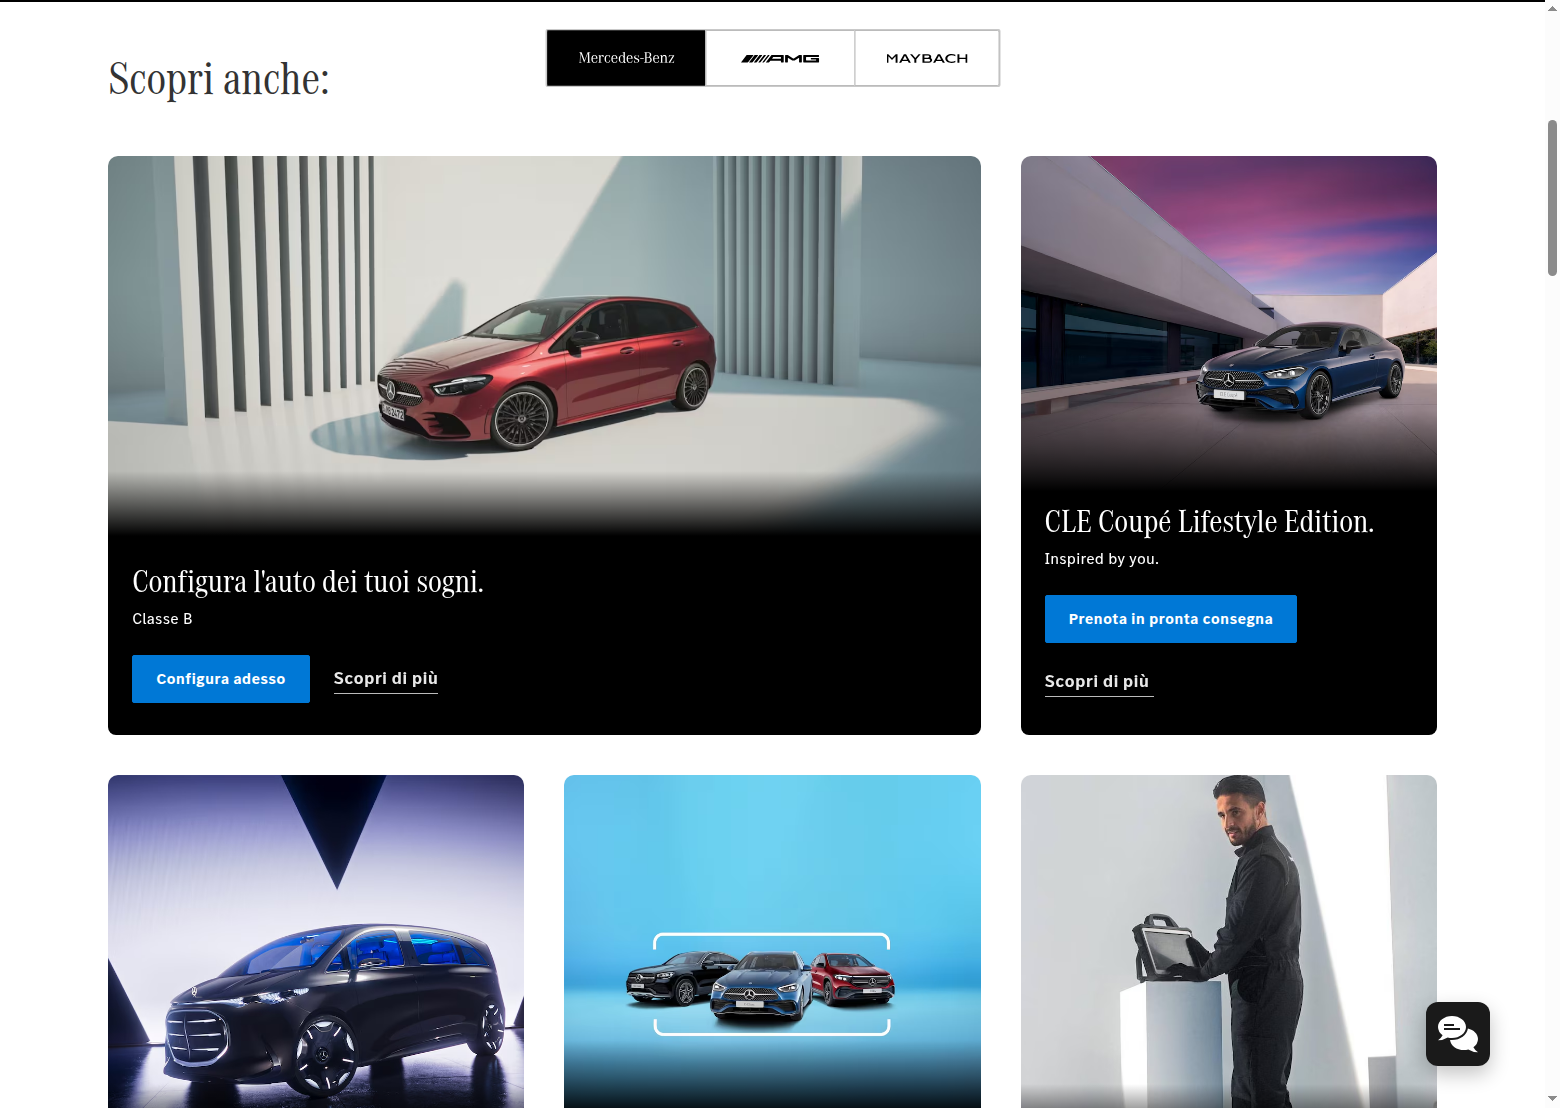 Scopri anche:
Mercedes-Benz
AMG
MAYBACH
Configura l'auto dei tuoi sogni.
Classe B
Configura adesso
Scopri di più
CLE Coupé Lifestyle Edition.
Inspired by you.
Prenota in pronta consegna
Scopri di più